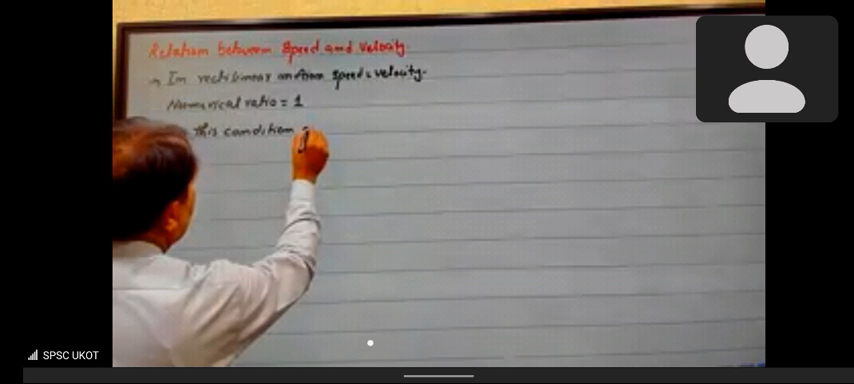 Relation between speed and velocity.
→ In rectilinear motion speed = velocity.
Numerical ratio = 1
this condition
SPSC UKOT